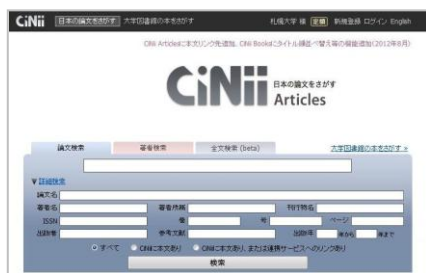 CiNii 日本の論文をさがす 大学図書館の本をさがす 札幌大学 様 定額 新規登録 ログイン English
CiNii Articlesに本文リンク先追加、CiNii Booksにタイトル順並べ替え等の機能追加(2012年8月)
CiNii 日本の論文をさがす
Articles
論文検索 著者検索 全文検索 (beta) 大学図書館の本をさがす »
▼詳細検索
論文名
著者名 著者所属 刊行物名
ISSN 巻 号 ページ
出版者 参考文献 出版年 年から 年まで
すべて CiNiiに本文あり CiNiiに本文あり、または連携サービスへのリンクあり
検索